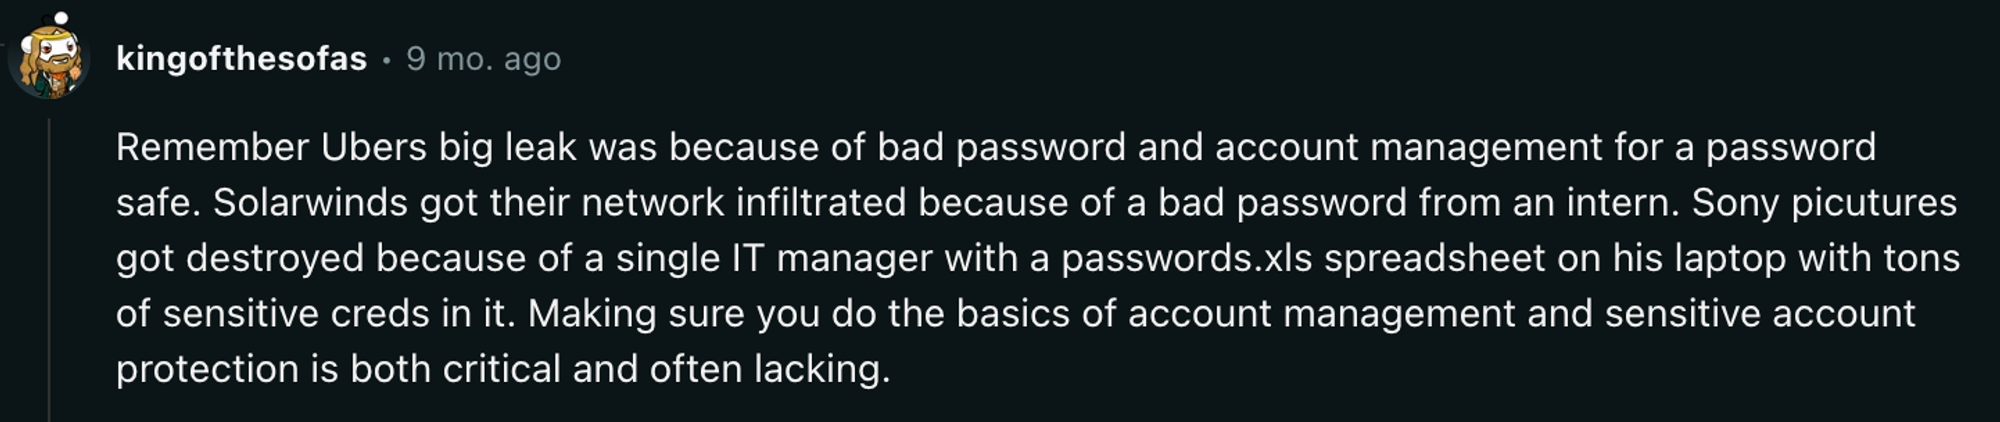 kingofthesofas • 9 mo. ago
Remember Ubers big leak was because of bad password and account management for a password
safe. Solarwinds got their network infiltrated because of a bad password from an intern. Sony picutures
got destroyed because of a single IT manager with a passwords.xls spreadsheet on his laptop with tons
of sensitive creds in it. Making sure you do the basics of account management and sensitive account
protection is both critical and often lacking.